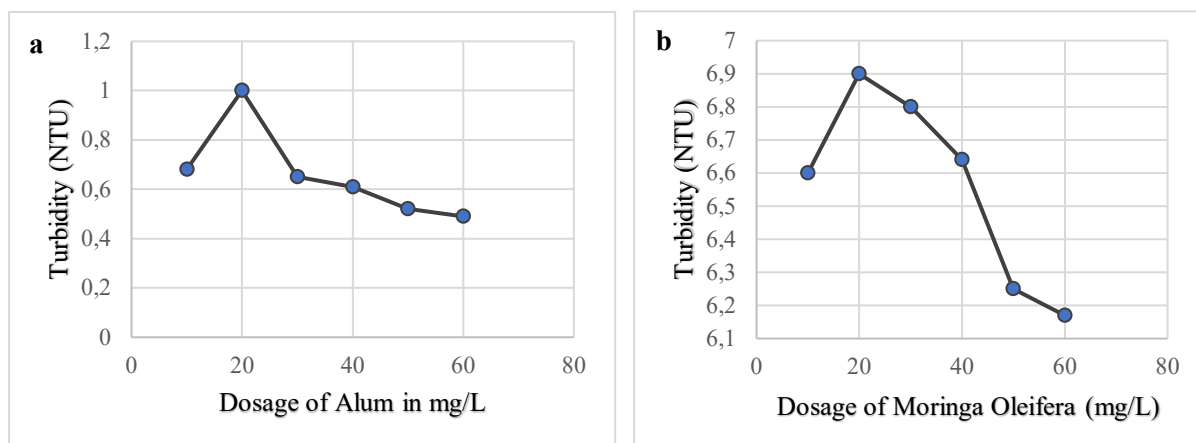 a
1,2
1
0,8
0,6
0,4
0,2
0
0 20 40 60 80
Turbidity (NTU)
Dosage of Alum in mg/L
b
7
6,9
6,8
6,7
6,6
6,5
6,4
6,3
6,2
6,1
0 20 40 60 80
Turbidity (NTU)
Dosage of Moringa Oleifera (mg/L)